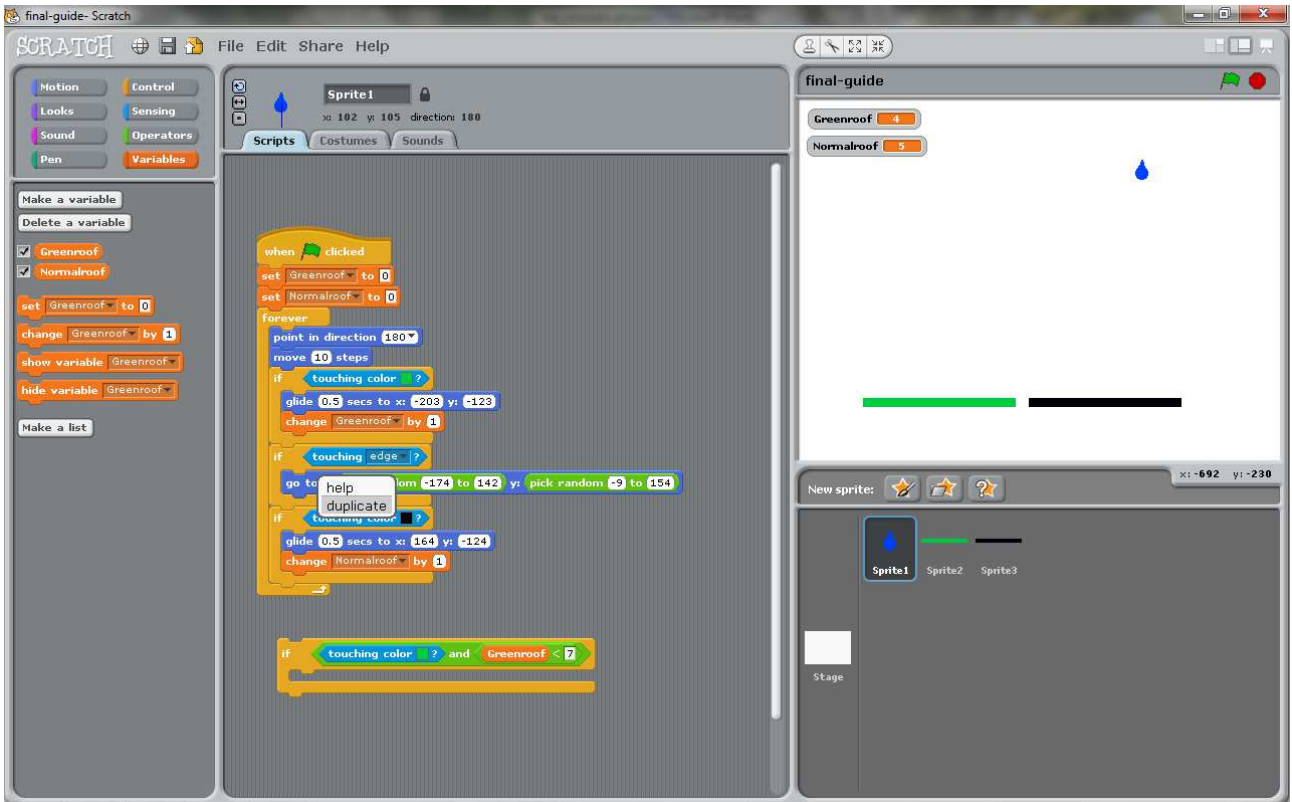 final-guide- Scratch
SCRATCH File Edit Share Help
Motion Control
Looks Sensing
Sound Operators
Pen Variables
Make a variable
Delete a variable
Greenroof
Normalroof
set Greenroof to 0
change Greenroof by 1
show variable Greenroof
hide variable Greenroof
Make a list
Sprite1
x: 102 y: 105 direction: 180
Scripts Costumes Sounds
when clicked
set Greenroof to 0
set Normalroof to 0
forever
point in direction 180
move 10 steps
if touching color ?
glide 0.5 secs to x: -203 y: -123
change Greenroof by 1
if touching edge ?
go to -174 to 142 y: pick random -9 to 154
help
duplicate
if touching color ?
glide 0.5 secs to x: 164 y: -124
change Normalroof by 1
if touching color ? and Greenroof < 7
final-guide
Greenroof 4
Normalroof 5
x: -692 y: -230
New sprite:
Sprite1 Sprite2 Sprite3
Stage